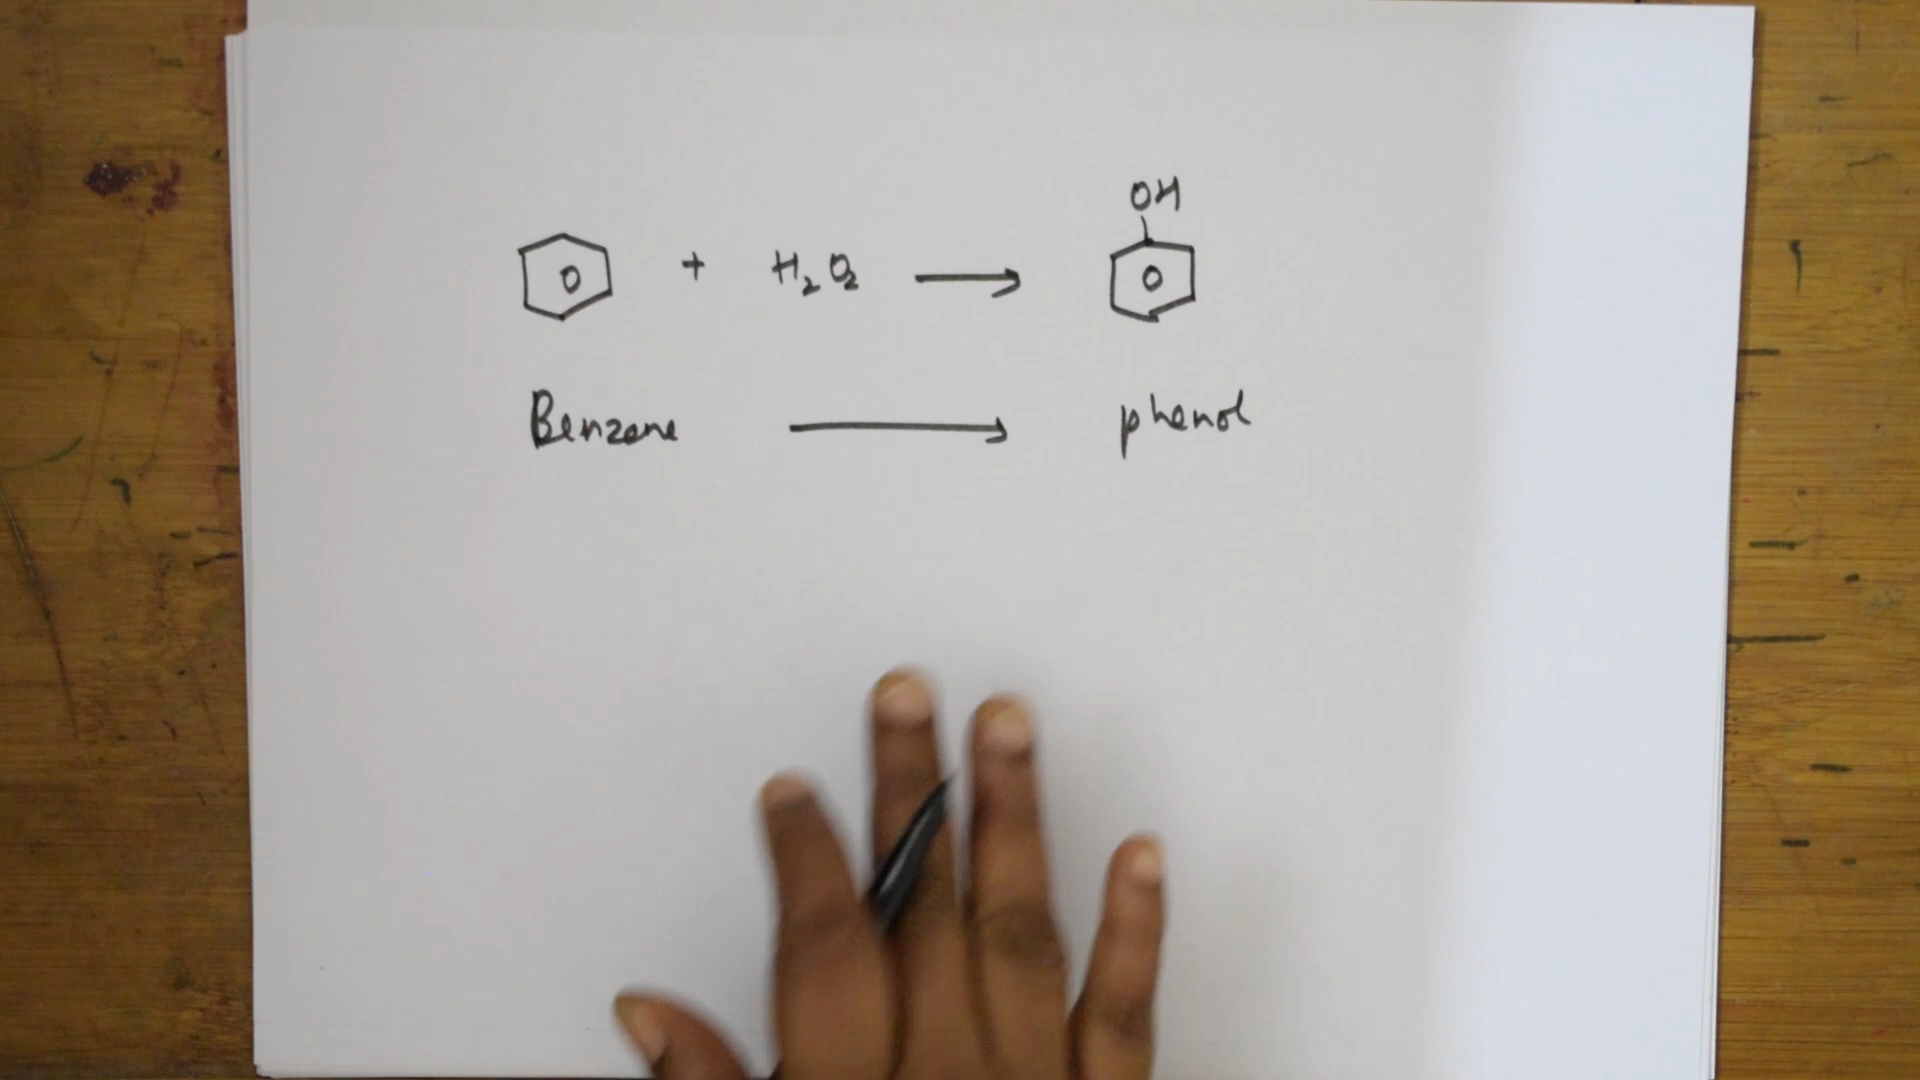 OH
+ H₂O₂ ⟶
Benzene ⟶ phenol